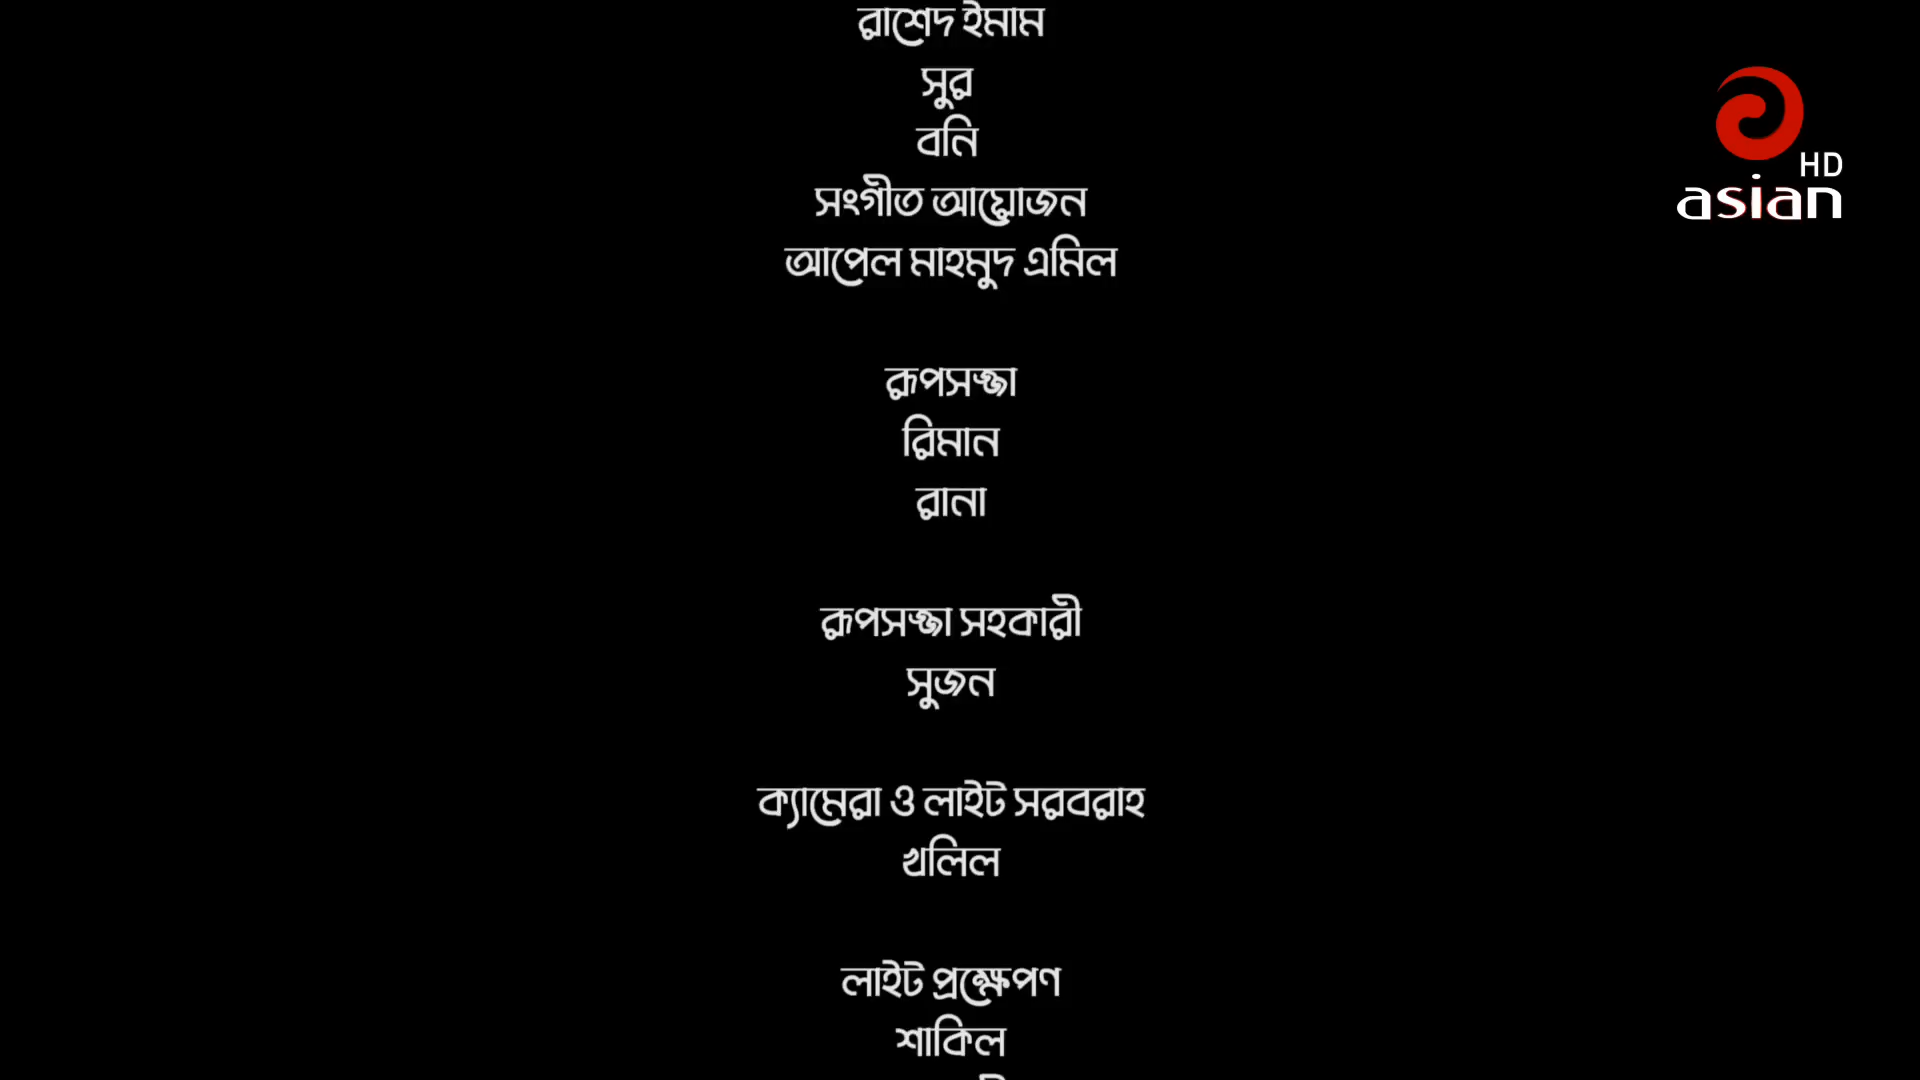 রাশেদ ইমাম
সুর
বনি
সংগীত আয়োজন
আপেল মাহমুদ এমিল
রূপসজ্জা
রিমান
রানা
রূপসজ্জা সহকারী
সুজন
ক্যামেরা ও লাইট সরবরাহ
খলিল
লাইট প্রক্ষেপণ
শাকিল
HD
asian